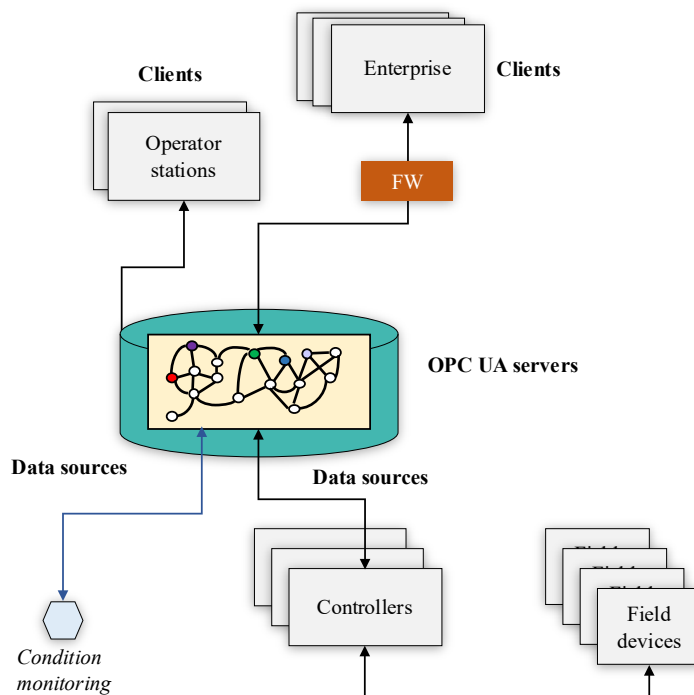 Enterprise
Clients
Clients
Operator
stations
FW
OPC UA servers
Data sources
Data sources
Controllers
Field
devices
Condition
monitoring